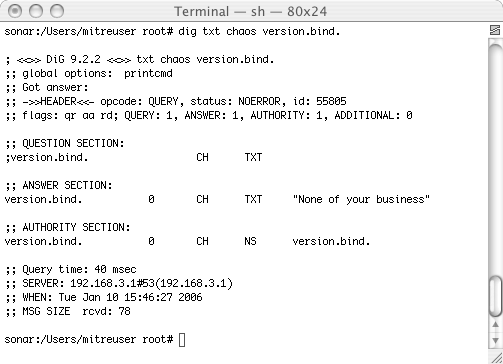 Terminal — sh — 80x24
sonar:/Users/mitreuser root# dig txt chaos version.bind.
; <<>> DiG 9.2.2 <<>> txt chaos version.bind.
;; global options:  printcmd
;; Got answer:
;; ->>HEADER<<- opcode: QUERY, status: NOERROR, id: 55805
;; flags: qr aa rd; QUERY: 1, ANSWER: 1, AUTHORITY: 1, ADDITIONAL: 0
;; QUESTION SECTION:
;version.bind.                  CH      TXT
;; ANSWER SECTION:
version.bind.           0       CH      TXT     "None of your business"
;; AUTHORITY SECTION:
version.bind.           0       CH      NS      version.bind.
;; Query time: 40 msec
;; SERVER: 192.168.3.1#53(192.168.3.1)
;; WHEN: Tue Jan 10 15:46:27 2006
;; MSG SIZE  rcvd: 78
sonar:/Users/mitreuser root#